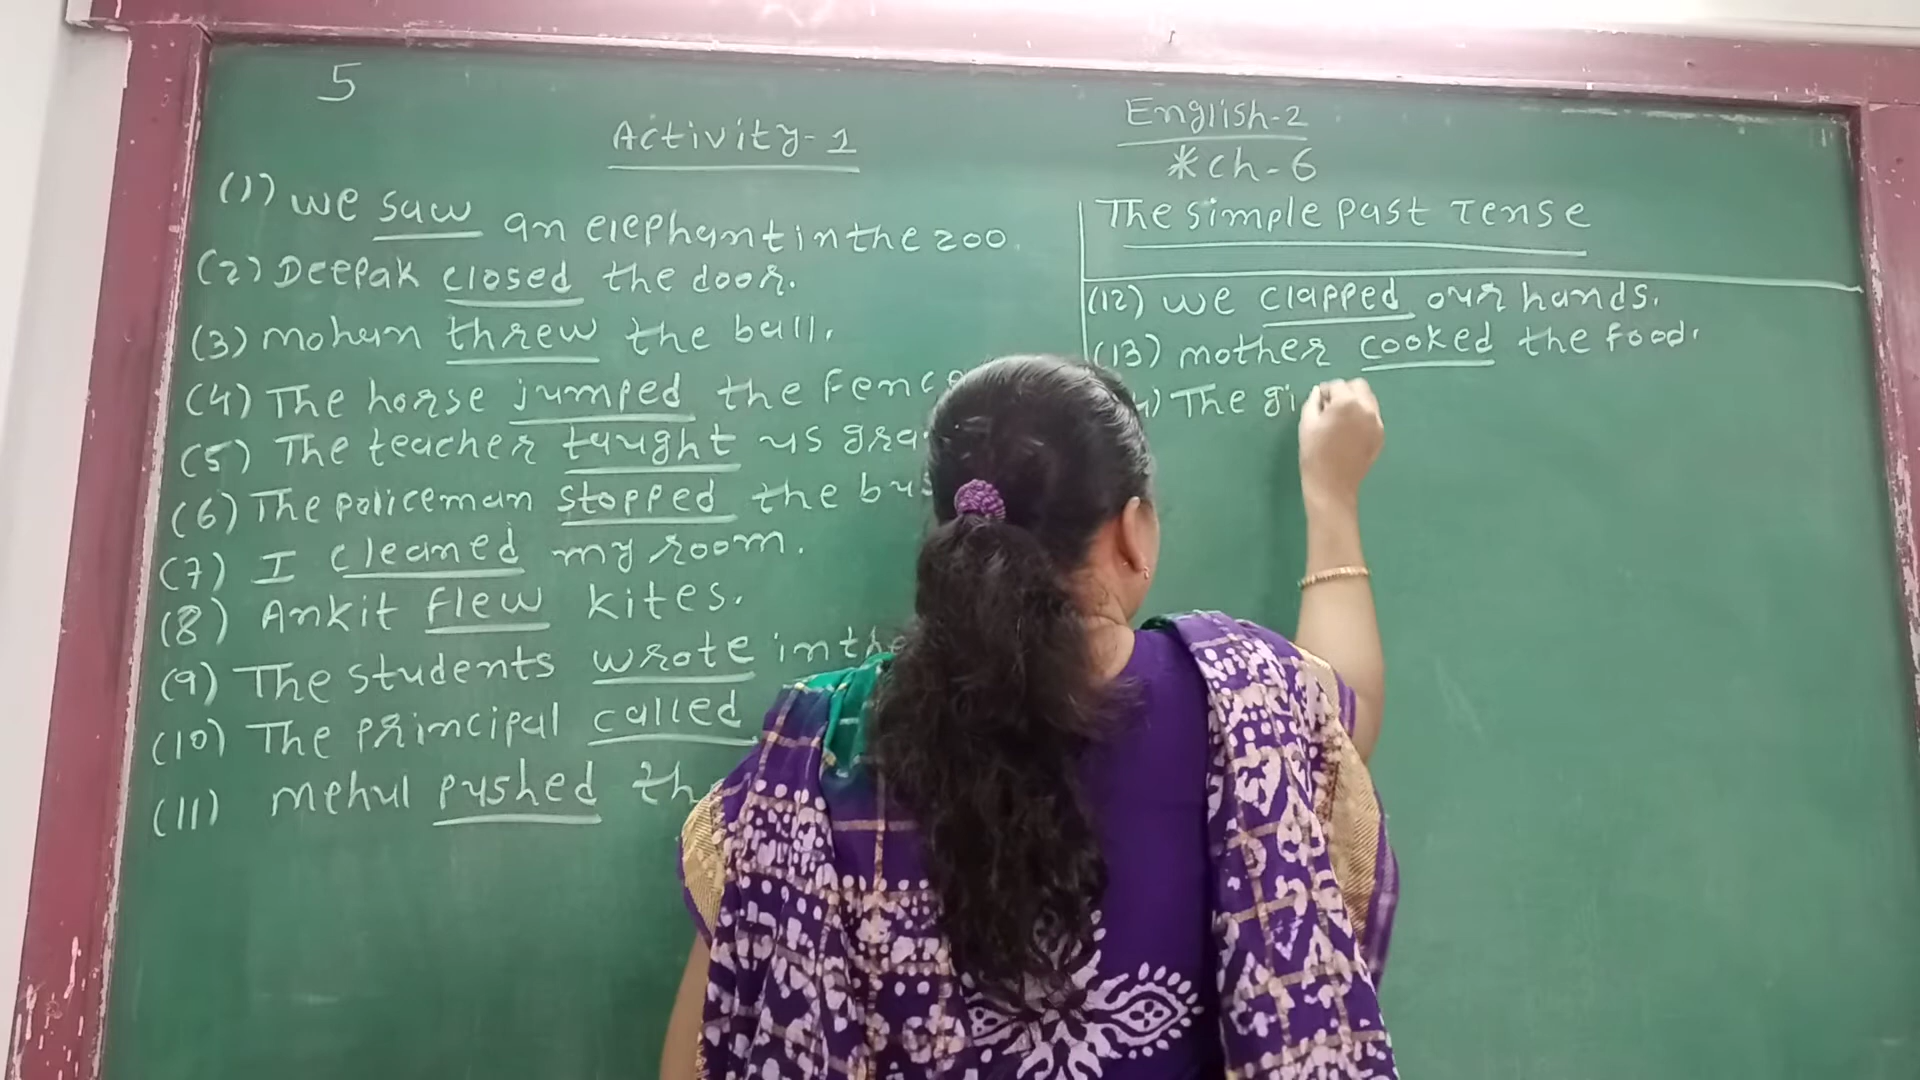 5
Activity-1
(1) We saw an elephant in the zoo.
(2) Deepak closed the door.
(3) mohan threw the ball.
(4) The horse jumped the Fence
(5) The teacher taught us
(6) The policeman stopped the bus
(7) I cleaned my room.
(8) Ankit flew kites.
(9) The students wrote in the
(10) The principal called
(11) mehul pushed
English-2
*ch-6
The simple past Tense
(12) we clapped our hands.
(13) mother cooked the food.
The